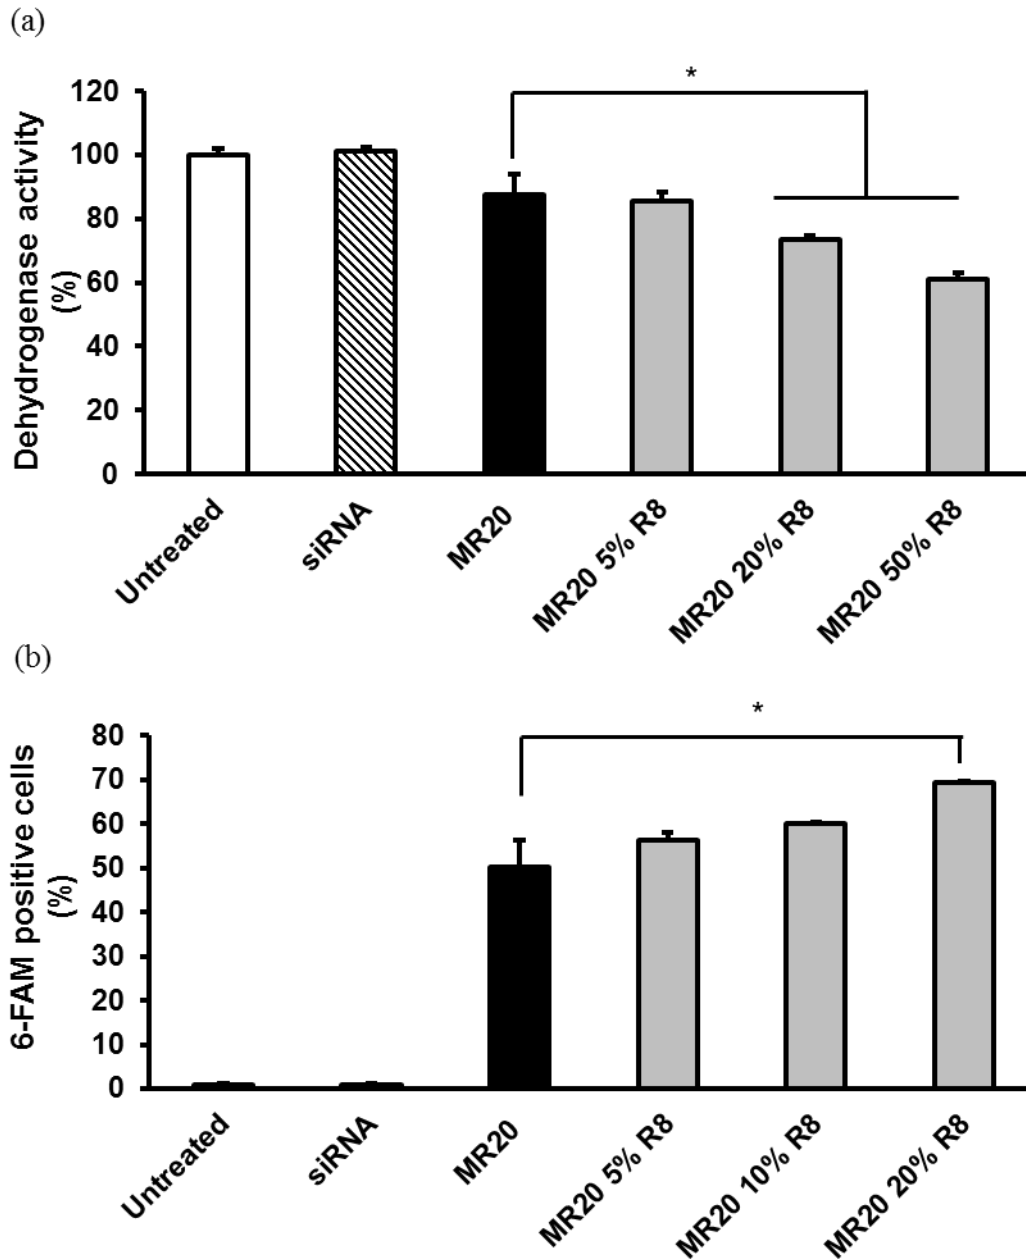 (a)
*
Dehydrogenase activity
(%)
120
100
80
60
40
20
0
Untreated
siRNA
MR20
MR20 5% R8
MR20 20% R8
MR20 50% R8
(b)
*
6-FAM positive cells
(%)
80
70
60
50
40
30
20
10
0
Untreated
siRNA
MR20
MR20 5% R8
MR20 10% R8
MR20 20% R8